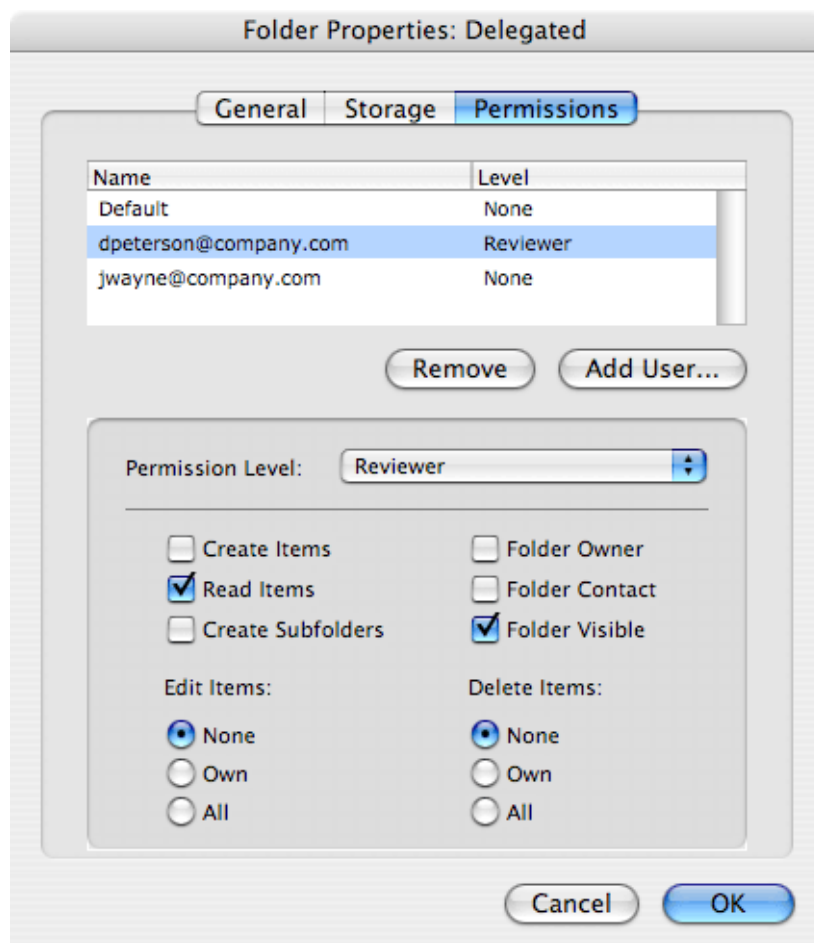 Folder Properties: Delegated
General Storage Permissions
Name Level
Default None
dpeterson@company.com Reviewer
jwayne@company.com None
Remove Add User...
Permission Level: Reviewer
Create Items Folder Owner
Read Items Folder Contact
Create Subfolders Folder Visible
Edit Items: Delete Items:
None None
Own Own
All All
Cancel OK